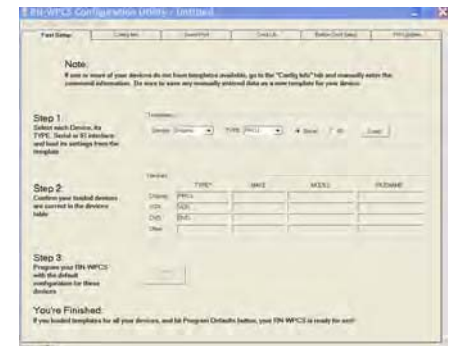 RN-WPCS Configuration Utility - Untitled
Fast Setup
Note:
If one or more of your devices do not have templates available, go to the "Config Info" tab and manually enter the
command information. Be sure to save any manually entered data as a new template for your device.
Step 1
Select each Device, its
TYPE, Serial or IR interface
and load its settings from the
template
Step 2
Confirm your loaded devices
are correct in the devices
table
TYPE* MAKE MODEL FILENAME
Display
VCR
DVD
Other
Step 3
Program your RN-WPCS
with the default
configuration for these
devices
You're Finished
If you loaded templates for all your devices, and hit Program Defaults button, your RN-WPCS is ready for use!